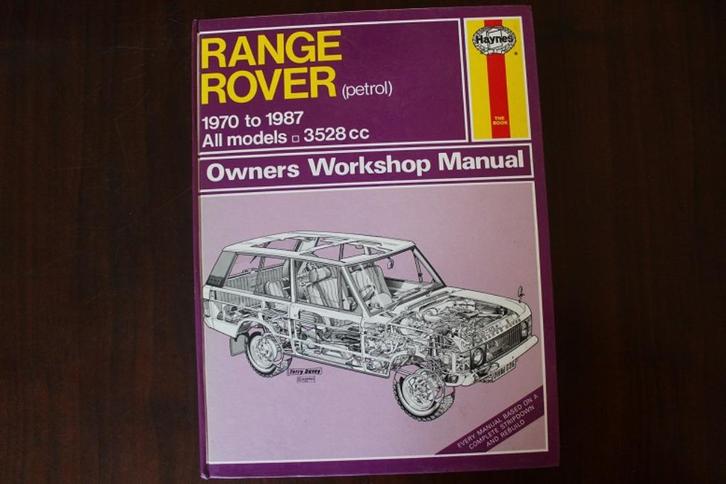 RANGE
ROVER (petrol)
1970 to 1987
All models □ 3528 cc
Haynes
®
THE
BOOK
Owners Workshop Manual
Terry Davey
EVERY MANUAL BASED ON A
COMPLETE STRIPDOWN
AND REBUILD